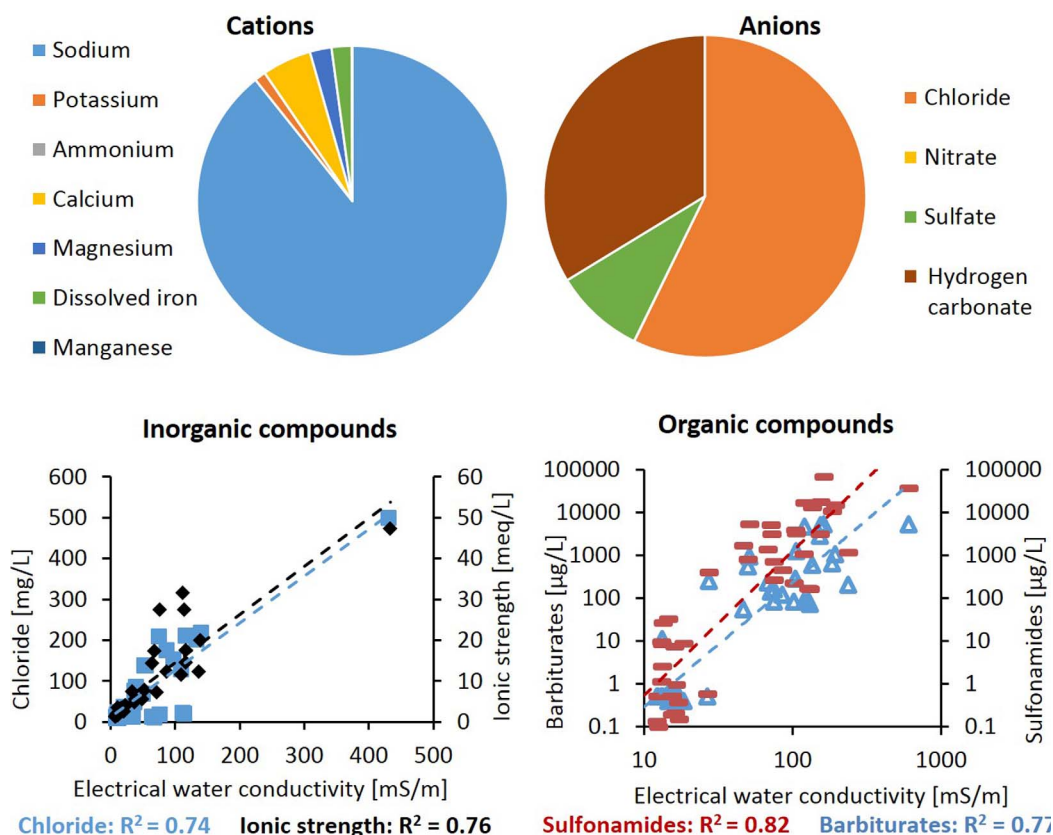 Cations
Sodium
Potassium
Ammonium
Calcium
Magnesium
Dissolved iron
Manganese
Anions
Chloride
Nitrate
Sulfate
Hydrogen
carbonate
Inorganic compounds
Chloride [mg/L]
600
500
400
300
200
100
0
60
50
40
30
20
10
0
Ionic strength [meq/L]
0 100 200 300 400 500
Electrical water conductivity [mS/m]
Chloride: R² = 0.74 Ionic strength: R² = 0.76
Organic compounds
Barbiturates [µg/L]
100000
10000
1000
100
10
1
0.1
100000
10000
1000
100
10
1
0.1
Sulfonamides [µg/L]
10 100 1000
Electrical water conductivity [mS/m]
Sulfonamides: R² = 0.82 Barbiturates: R² = 0.77